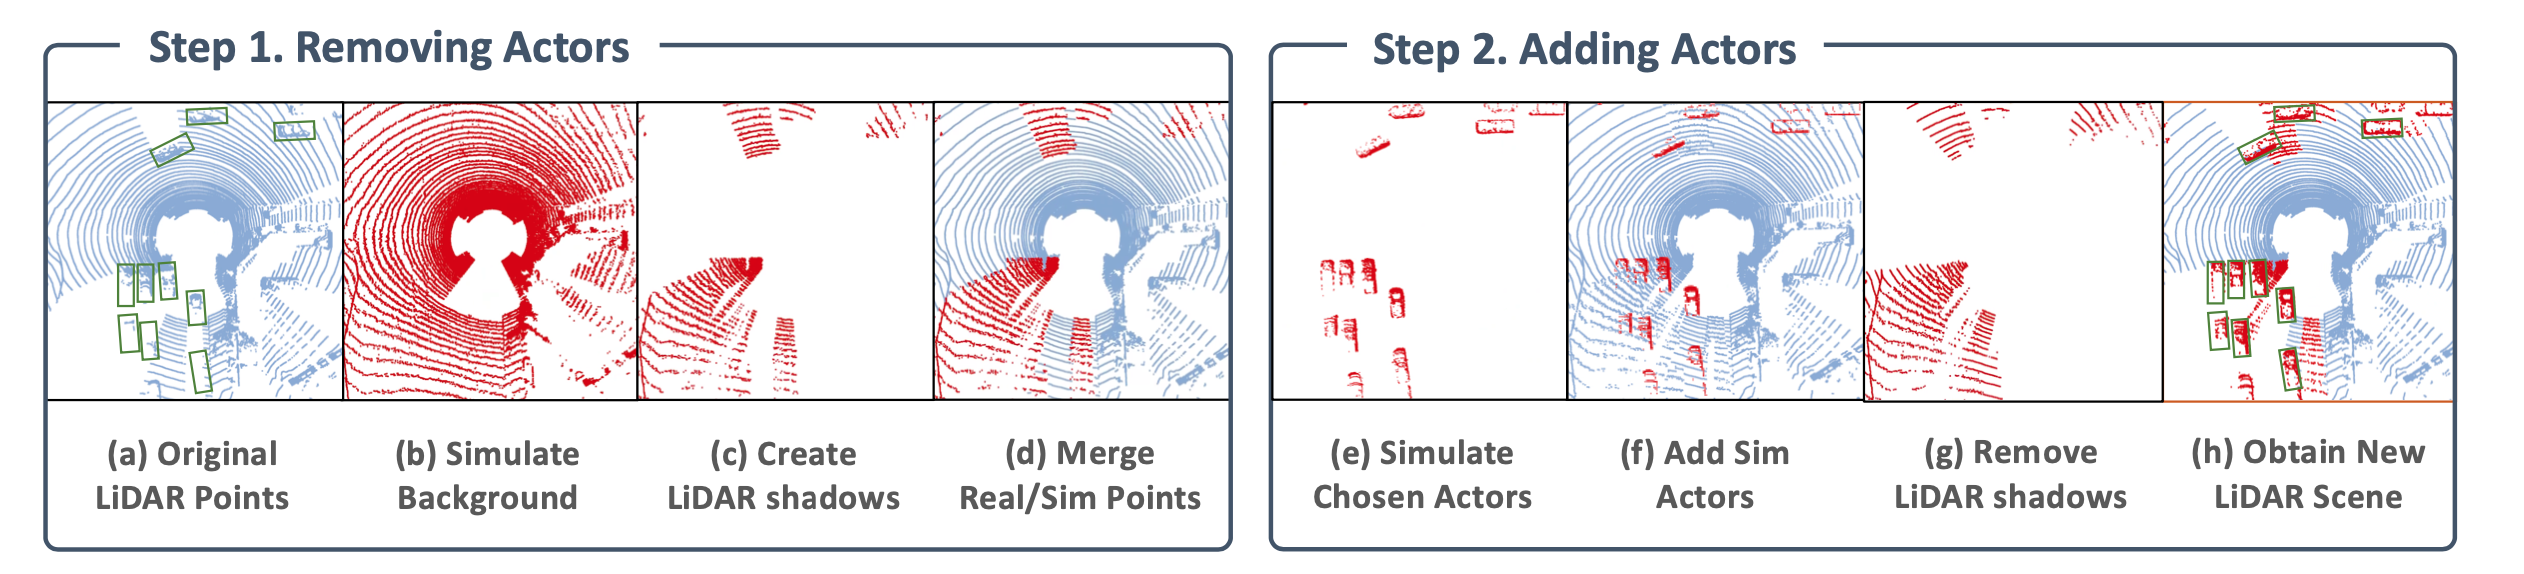 Step 1. Removing Actors
(a) Original
LiDAR Points
(b) Simulate
Background
(c) Create
LiDAR shadows
(d) Merge
Real/Sim Points
Step 2. Adding Actors
(e) Simulate
Chosen Actors
(f) Add Sim
Actors
(g) Remove
LiDAR shadows
(h) Obtain New
LiDAR Scene